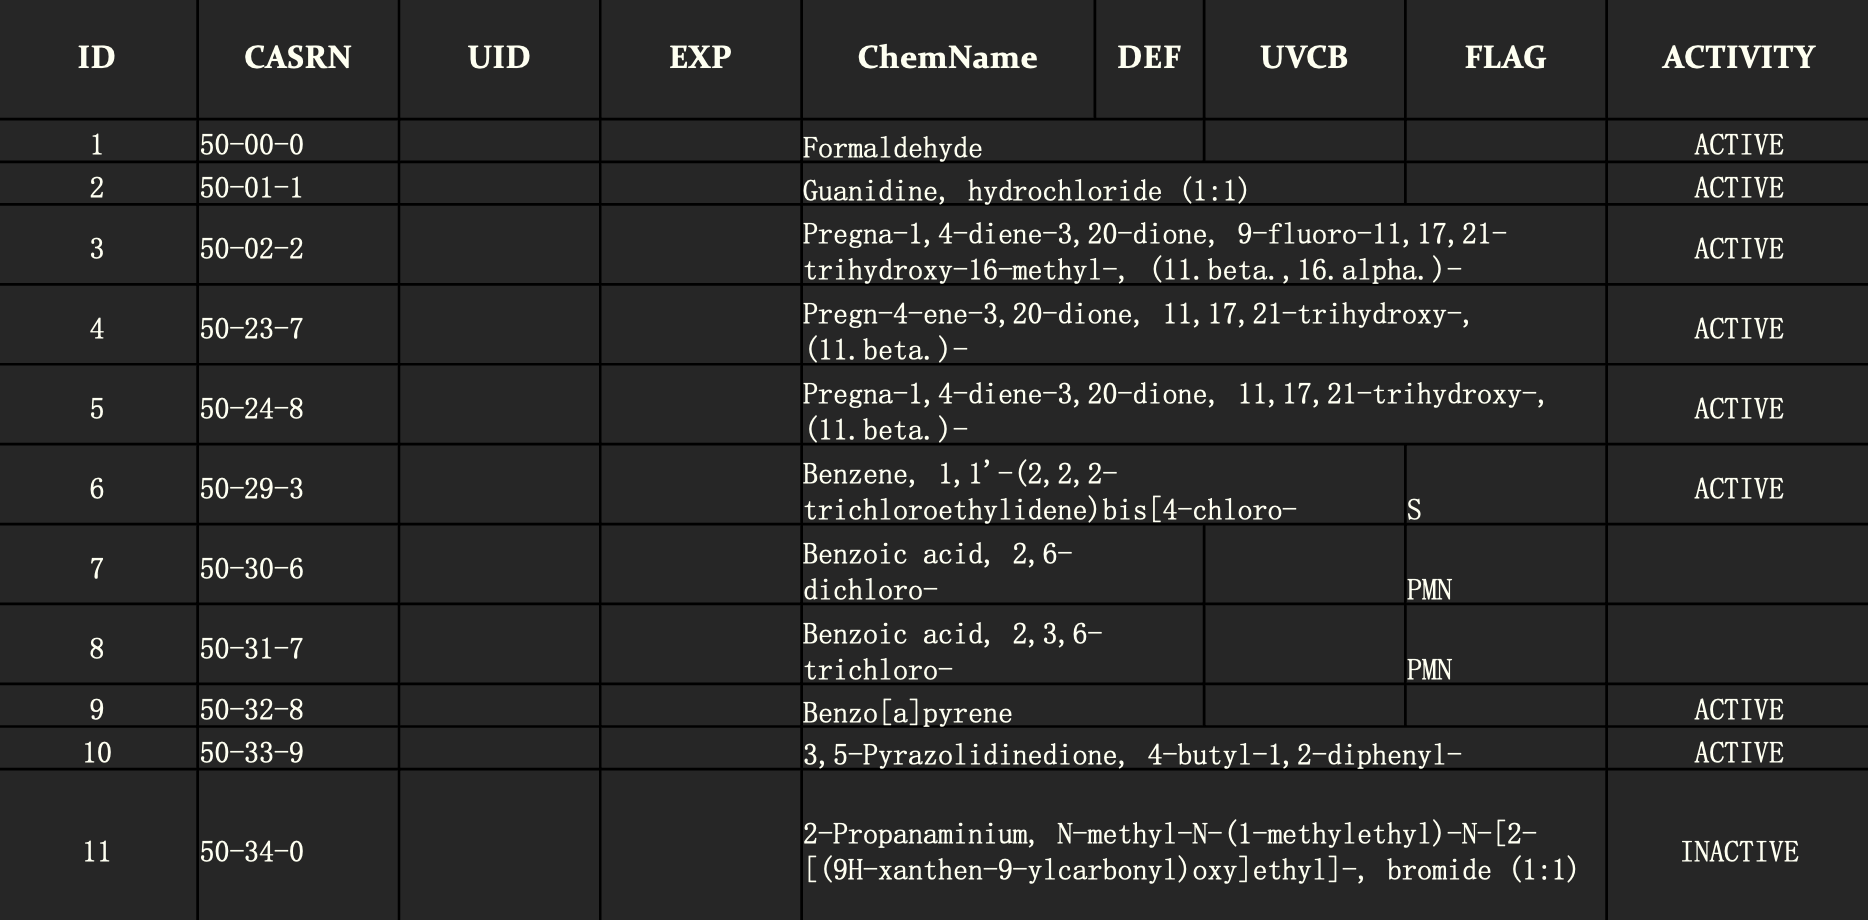 ID CASRN UID EXP ChemName DEF UVCB FLAG ACTIVITY
1 50-00-0 Formaldehyde ACTIVE
2 50-01-1 Guanidine, hydrochloride (1:1) ACTIVE
3 50-02-2 Pregna-1,4-diene-3,20-dione, 9-fluoro-11,17,21-
trihydroxy-16-methyl-, (11.beta.,16.alpha.)- ACTIVE
4 50-23-7 Pregn-4-ene-3,20-dione, 11,17,21-trihydroxy-,
(11.beta.)- ACTIVE
5 50-24-8 Pregna-1,4-diene-3,20-dione, 11,17,21-trihydroxy-,
(11.beta.)- ACTIVE
6 50-29-3 Benzene, 1,1'-(2,2,2-
trichloroethylidene)bis[4-chloro- S ACTIVE
7 50-30-6 Benzoic acid, 2,6-
dichloro- PMN
8 50-31-7 Benzoic acid, 2,3,6-
trichloro- PMN
9 50-32-8 Benzo[a]pyrene ACTIVE
10 50-33-9 3,5-Pyrazolidinedione, 4-butyl-1,2-diphenyl- ACTIVE
11 50-34-0 2-Propanaminium, N-methyl-N-(1-methylethyl)-N-[2-
[(9H-xanthen-9-ylcarbonyl)oxy]ethyl]-, bromide (1:1) INACTIVE